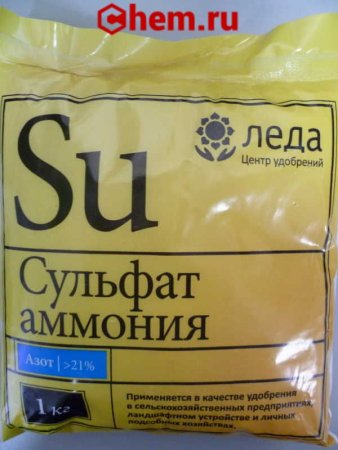 Chem.ru
Su
леда
Центр удобрений
Сульфат
аммония
Азот | >21%
1 кг
Применяется в качестве удобрения
в сельскохозяйственных предприятиях,
ландшафтном устройстве и личных
подсобных хозяйствах.